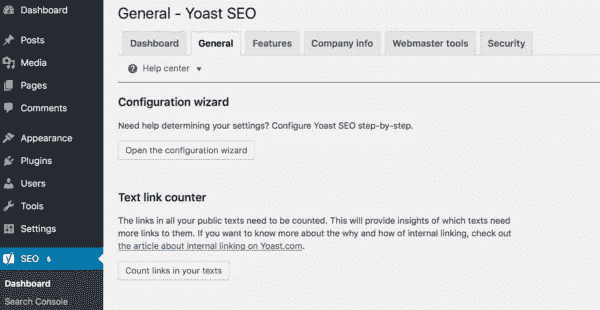 General - Yoast SEO
Dashboard
Posts
Media
Pages
Comments
Appearance
Plugins
Users
Tools
Settings
SEO 6
Dashboard
Search Console
Dashboard General Features Company info Webmaster tools Security
Help center
Configuration wizard
Need help determining your settings? Configure Yoast SEO step-by-step.
Open the configuration wizard
Text link counter
The links in all your public texts need to be counted. This will provide insights of which texts need
more links to them. If you want to know more about the why and how of internal linking, check out
the article about internal linking on Yoast.com.
Count links in your texts